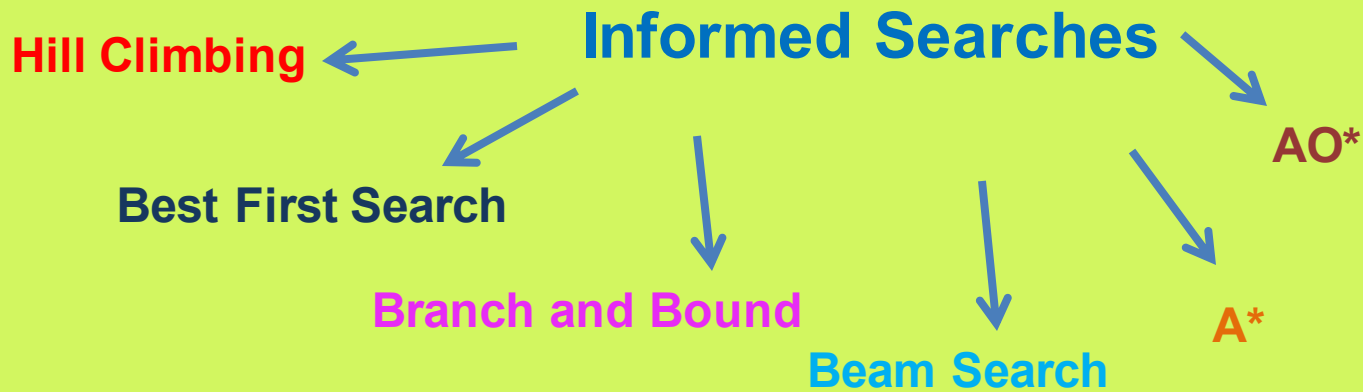 Informed Searches
Hill Climbing
AO*
Best First Search
Branch and Bound
A*
Beam Search